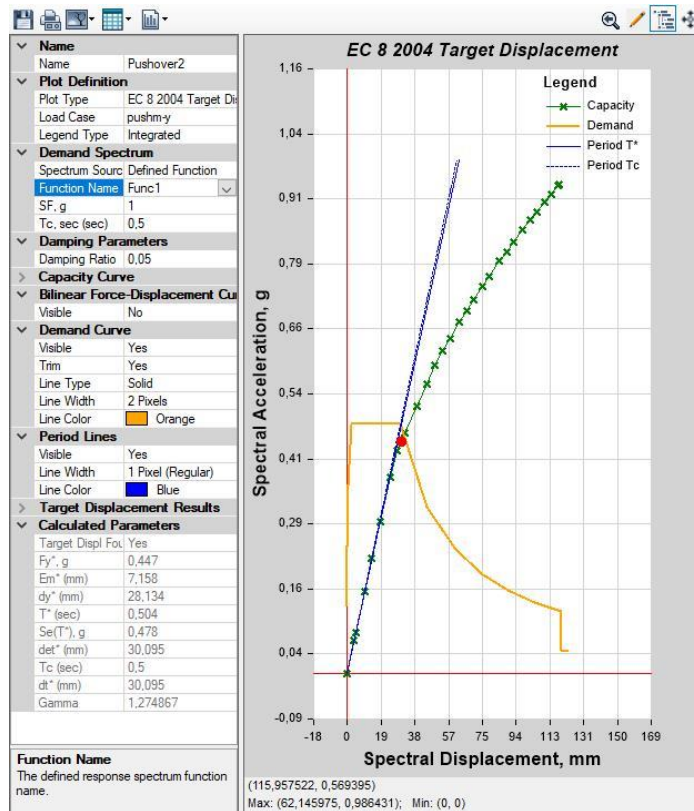 Name
Name Pushover2
Plot Definition
Plot Type EC 8 2004 Target Di
Load Case pushm-y
Legend Type Integrated
Demand Spectrum
Spectrum Sourc Defined Function
Function Name Func1
SF, g 1
Tc, sec (sec) 0,5
Damping Parameters
Damping Ratio 0,05
Capacity Curve
Bilinear Force-Displacement Cu
Visible No
Demand Curve
Visible Yes
Trim Yes
Line Type Solid
Line Width 2 Pixels
Line Color Orange
Period Lines
Visible Yes
Line Width 1 Pixel (Regular)
Line Color Blue
Target Displacement Results
Calculated Parameters
Target Displ Fou Yes
Fy*, g 0,447
Em* (mm) 7,158
dy* (mm) 28,134
T* (sec) 0,504
Se(T*), g 0,478
det* (mm) 30,095
Tc (sec) 0,5
dt* (mm) 30,095
Gamma 1,274867
Function Name
The defined response spectrum function
name.
EC 8 2004 Target Displacement
Legend
Capacity
Demand
Period T*
Period Tc
Spectral Acceleration, g
1,16
1,04
0,91
0,79
0,66
0,54
0,41
0,29
0,16
0,04
-0,09
-18 0 19 38 57 76 94 113 131 150 169
Spectral Displacement, mm
(115,957522, 0,569395)
Max: (62,145975, 0,986431); Min: (0, 0)